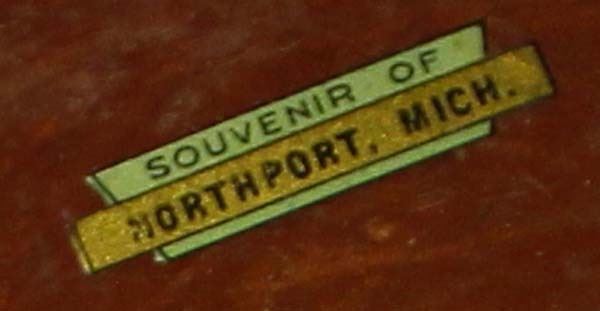 SOUVENIR OF
NORTHPORT, MICH.